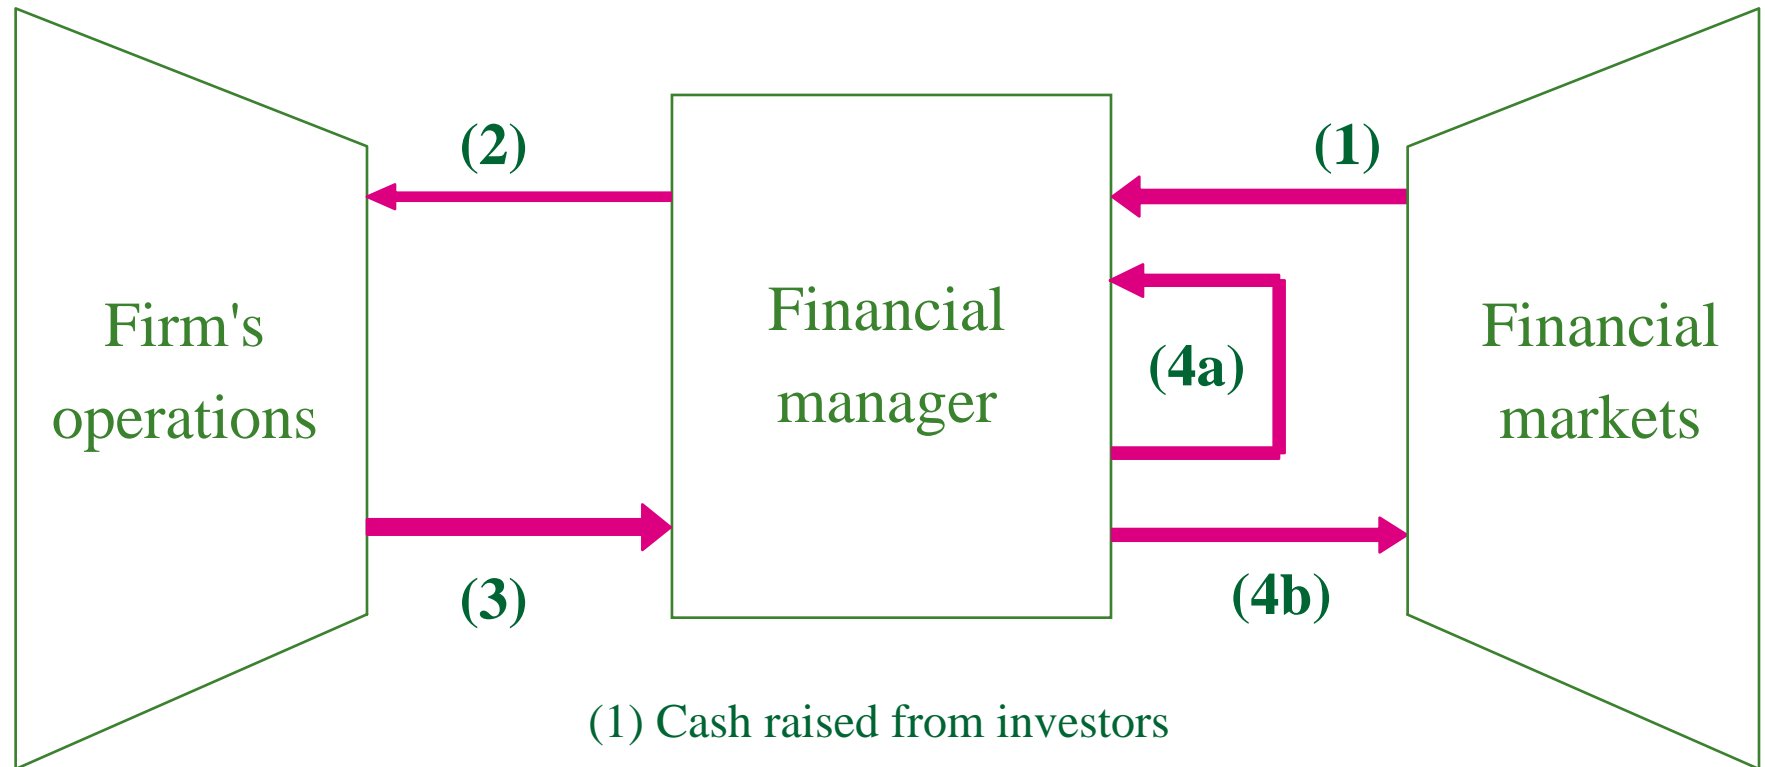 (2)
(1)
Firm's
operations
Financial
manager
(4a)
Financial
markets
(3)
(4b)
(1) Cash raised from investors